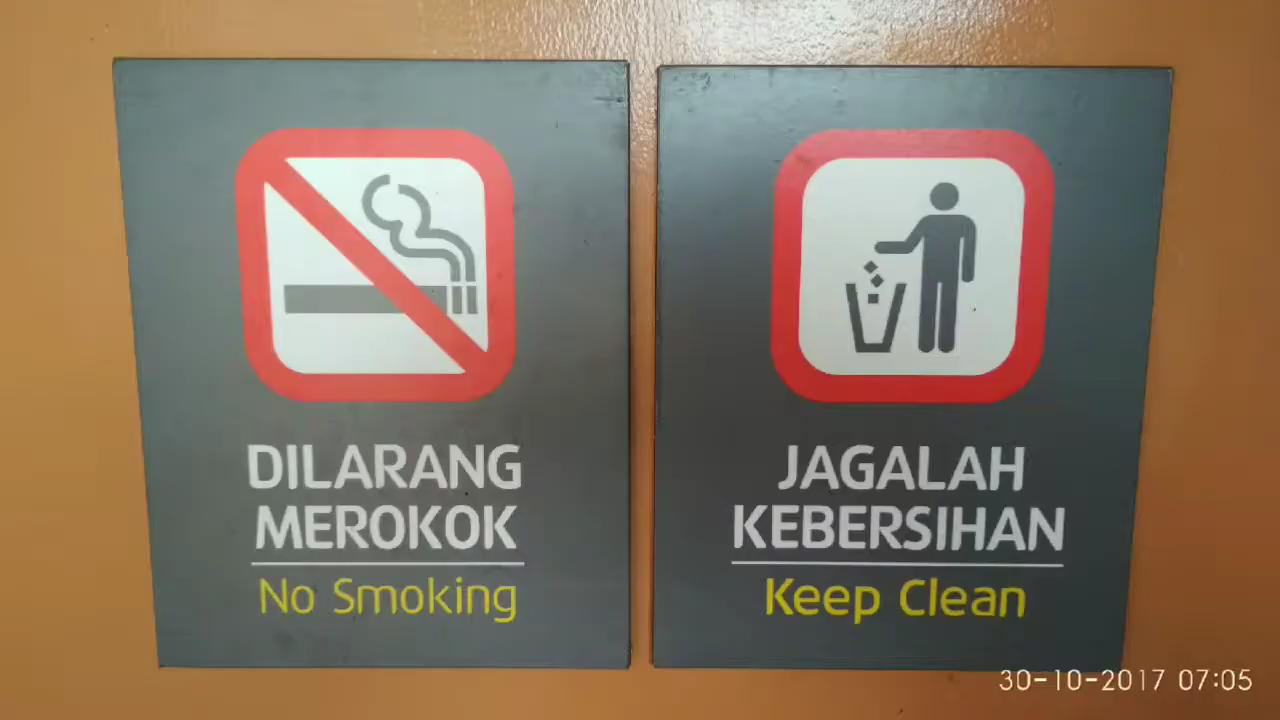 DILARANG
MEROKOK
No Smoking
JAGALAH
KEBERSIHAN
Keep Clean
30-10-2017 07:05